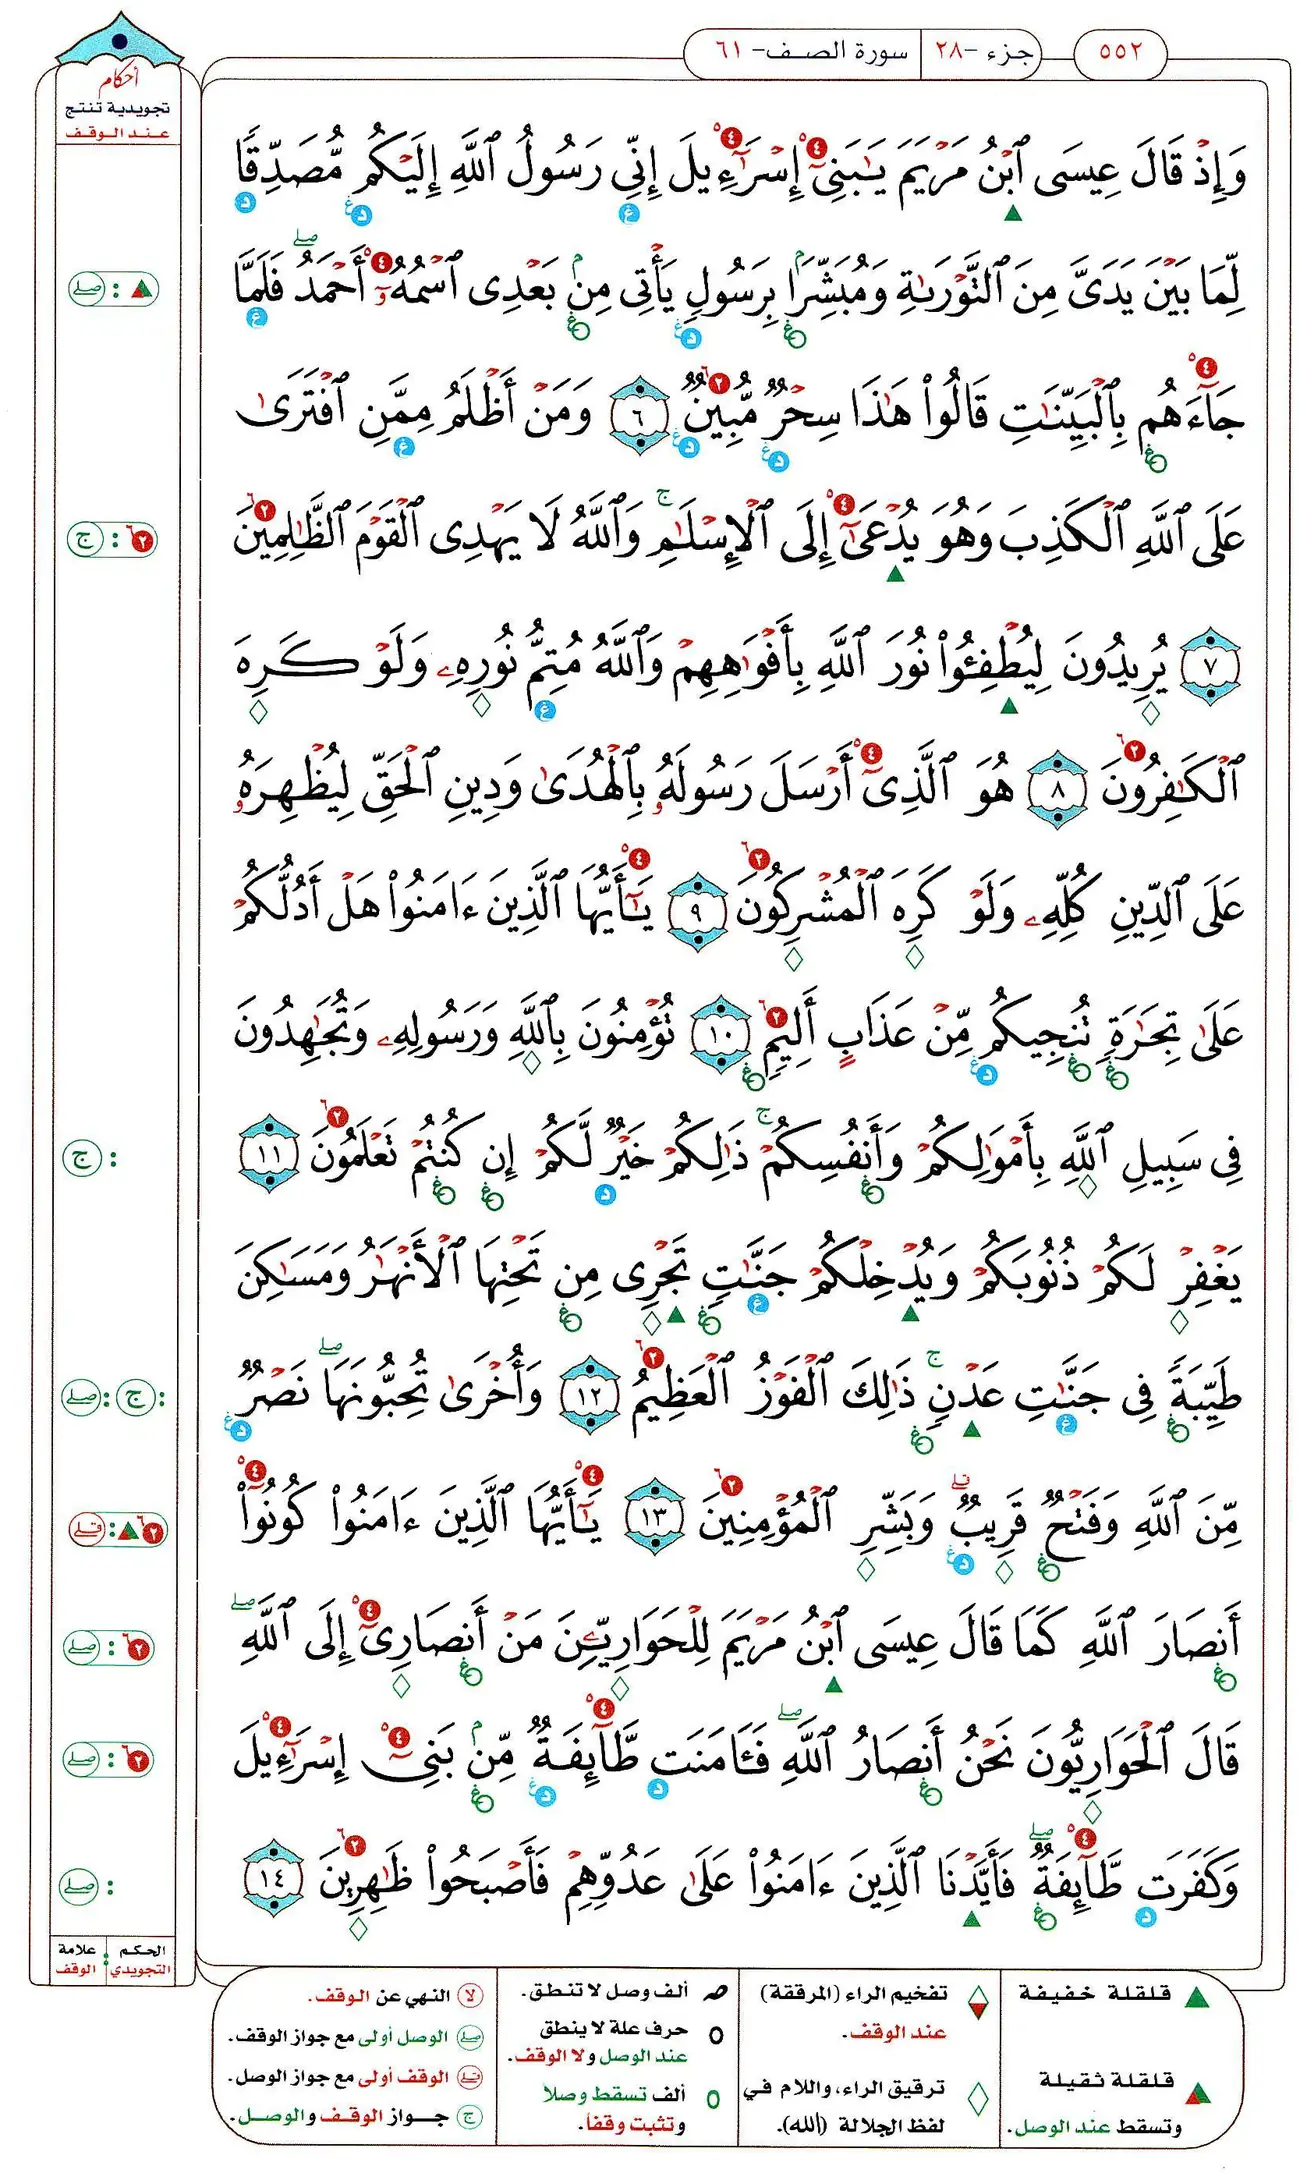 ٥٥٢
جزء -٢٨
سورة الصف- ٦١
أحكام
تجويدية تنتج
عند الوقف
وَإِذْ قَالَ عِيسَى ٱبْنُ مَرْيَمَ يَـٰبَنِىٓ إِسْرَٰٓءِيلَ إِنِّى رَسُولُ ٱللَّهِ إِلَيْكُم مُّصَدِّقًا
لِّمَا بَيْنَ يَدَىَّ مِنَ ٱلتَّوْرَىٰةِ وَمُبَشِّرًۢا بِرَسُولٍ يَأْتِى مِنۢ بَعْدِى ٱسْمُهُۥٓ أَحْمَدُ ۖ فَلَمَّا
جَآءَهُم بِٱلْبَيِّنَـٰتِ قَالُوا۟ هَـٰذَا سِحْرٌ مُّبِينٌ ٦ وَمَنْ أَظْلَمُ مِمَّنِ ٱفْتَرَىٰ
عَلَى ٱللَّهِ ٱلْكَذِبَ وَهُوَ يُدْعَىٰٓ إِلَى ٱلْإِسْلَـٰمِ ۚ وَٱللَّهُ لَا يَهْدِى ٱلْقَوْمَ ٱلظَّـٰلِمِينَ
٧ يُرِيدُونَ لِيُطْفِـُٔوا۟ نُورَ ٱللَّهِ بِأَفْوَٰهِهِمْ وَٱللَّهُ مُتِمُّ نُورِهِۦ وَلَوْ كَرِهَ
ٱلْكَـٰفِرُونَ ٨ هُوَ ٱلَّذِىٓ أَرْسَلَ رَسُولَهُۥ بِٱلْهُدَىٰ وَدِينِ ٱلْحَقِّ لِيُظْهِرَهُۥ
عَلَى ٱلدِّينِ كُلِّهِۦ وَلَوْ كَرِهَ ٱلْمُشْرِكُونَ ٩ يَـٰٓأَيُّهَا ٱلَّذِينَ ءَامَنُوا۟ هَلْ أَدُلُّكُمْ
عَلَىٰ تِجَـٰرَةٍ تُنجِيكُم مِّنْ عَذَابٍ أَلِيمٍ ١٠ تُؤْمِنُونَ بِٱللَّهِ وَرَسُولِهِۦ وَتُجَـٰهِدُونَ
فِى سَبِيلِ ٱللَّهِ بِأَمْوَٰلِكُمْ وَأَنفُسِكُمْ ۚ ذَٰلِكُمْ خَيْرٌ لَّكُمْ إِن كُنتُمْ تَعْلَمُونَ ١١
يَغْفِرْ لَكُمْ ذُنُوبَكُمْ وَيُدْخِلْكُمْ جَنَّـٰتٍ تَجْرِى مِن تَحْتِهَا ٱلْأَنْهَـٰرُ وَمَسَـٰكِنَ
طَيِّبَةً فِى جَنَّـٰتِ عَدْنٍ ۚ ذَٰلِكَ ٱلْفَوْزُ ٱلْعَظِيمُ ١٢ وَأُخْرَىٰ تُحِبُّونَهَا ۖ نَصْرٌ
مِّنَ ٱللَّهِ وَفَتْحٌ قَرِيبٌ ۗ وَبَشِّرِ ٱلْمُؤْمِنِينَ ١٣ يَـٰٓأَيُّهَا ٱلَّذِينَ ءَامَنُوا۟ كُونُوٓا۟
أَنصَارَ ٱللَّهِ كَمَا قَالَ عِيسَى ٱبْنُ مَرْيَمَ لِلْحَوَارِيِّـۧنَ مَنْ أَنصَارِىٓ إِلَى ٱللَّهِ ۖ
قَالَ ٱلْحَوَارِيُّونَ نَحْنُ أَنصَارُ ٱللَّهِ ۖ فَـَٔامَنَت طَّآئِفَةٌ مِّنۢ بَنِىٓ إِسْرَٰٓءِيلَ
وَكَفَرَت طَّآئِفَةٌ ۖ فَأَيَّدْنَا ٱلَّذِينَ ءَامَنُوا۟ عَلَىٰ عَدُوِّهِمْ فَأَصْبَحُوا۟ ظَـٰهِرِينَ ١٤
الحكم التجويدي : علامة الوقف
قلقلة خفيفة
قلقلة ثقيلة
وتسقط عند الوصل.
تفخيم الراء (المرققة)
عند الوقف.
ترقيق الراء، واللام في
لفظ الجلالة (الله).
ألف وصل لا تنطق.
حرف علة لا ينطق
عند الوصل ولا الوقف.
ألف تسقط وصلا
وتثبت وقفا.
لا النهي عن الوقف.
صلى الوصل أولى مع جواز الوقف.
قلى الوقف أولى مع جواز الوصل.
ج جواز الوقف والوصل.